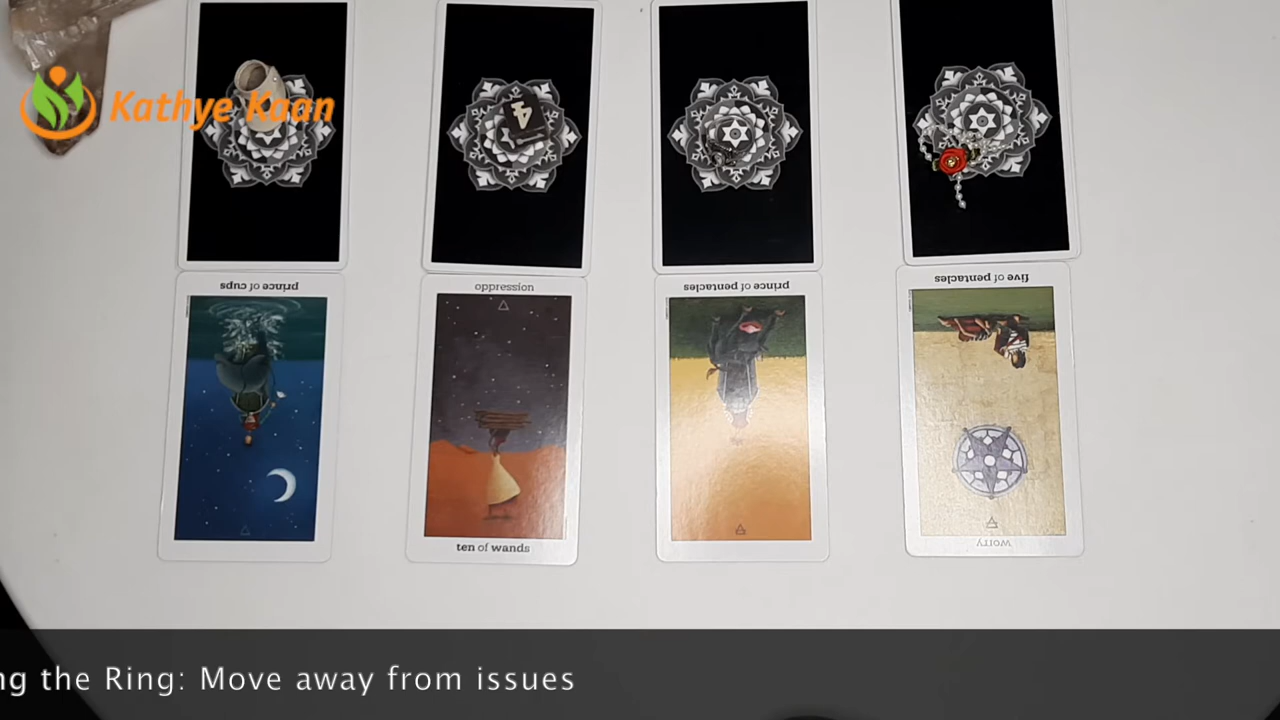 Kathye Kaan
prince of cups
oppression
prince of pentacles
five of pentacles
ten of wands
worry
ng the Ring: Move away from issues